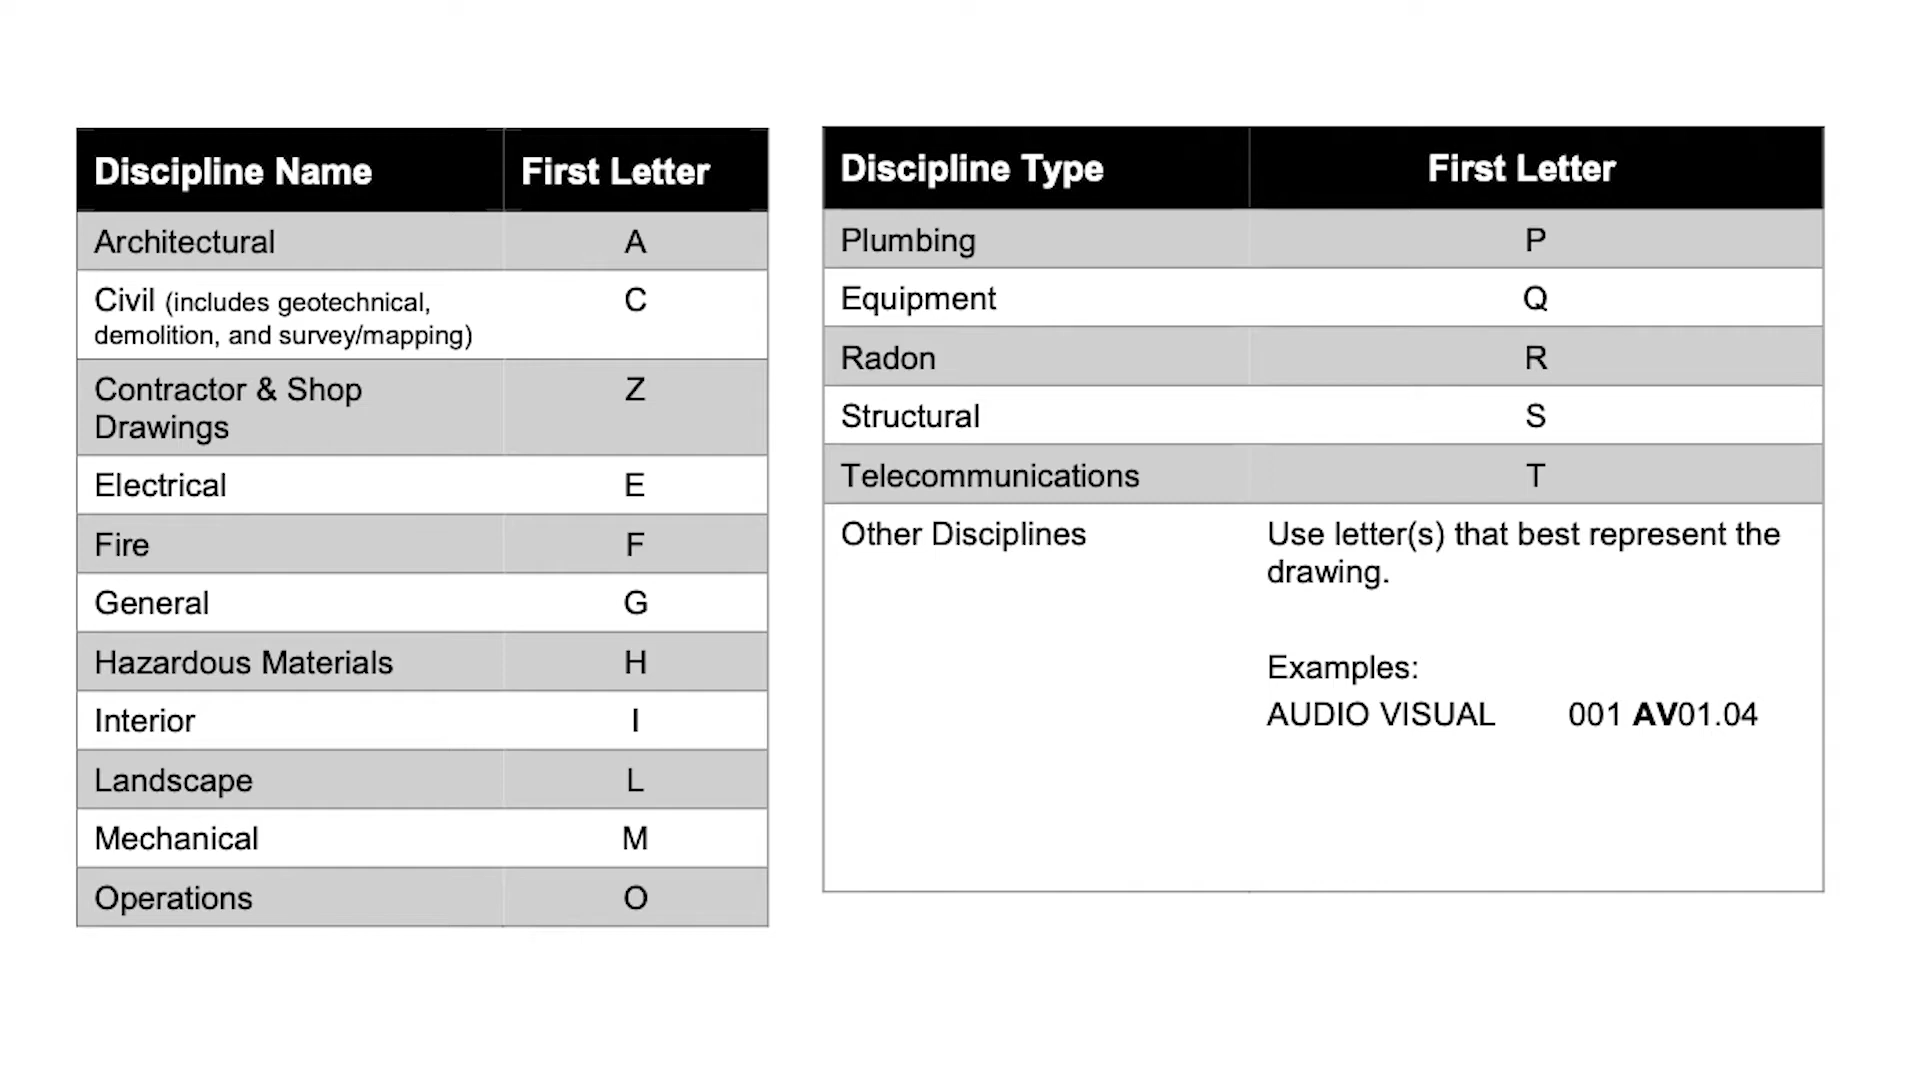 Discipline Name First Letter
Architectural A
Civil (includes geotechnical, C
demolition, and survey/mapping)
Contractor & Shop Z
Drawings
Electrical E
Fire F
General G
Hazardous Materials H
Interior I
Landscape L
Mechanical M
Operations O
Discipline Type First Letter
Plumbing P
Equipment Q
Radon R
Structural S
Telecommunications T
Other Disciplines Use letter(s) that best represent the
drawing.
Examples:
AUDIO VISUAL 001 AV01.04